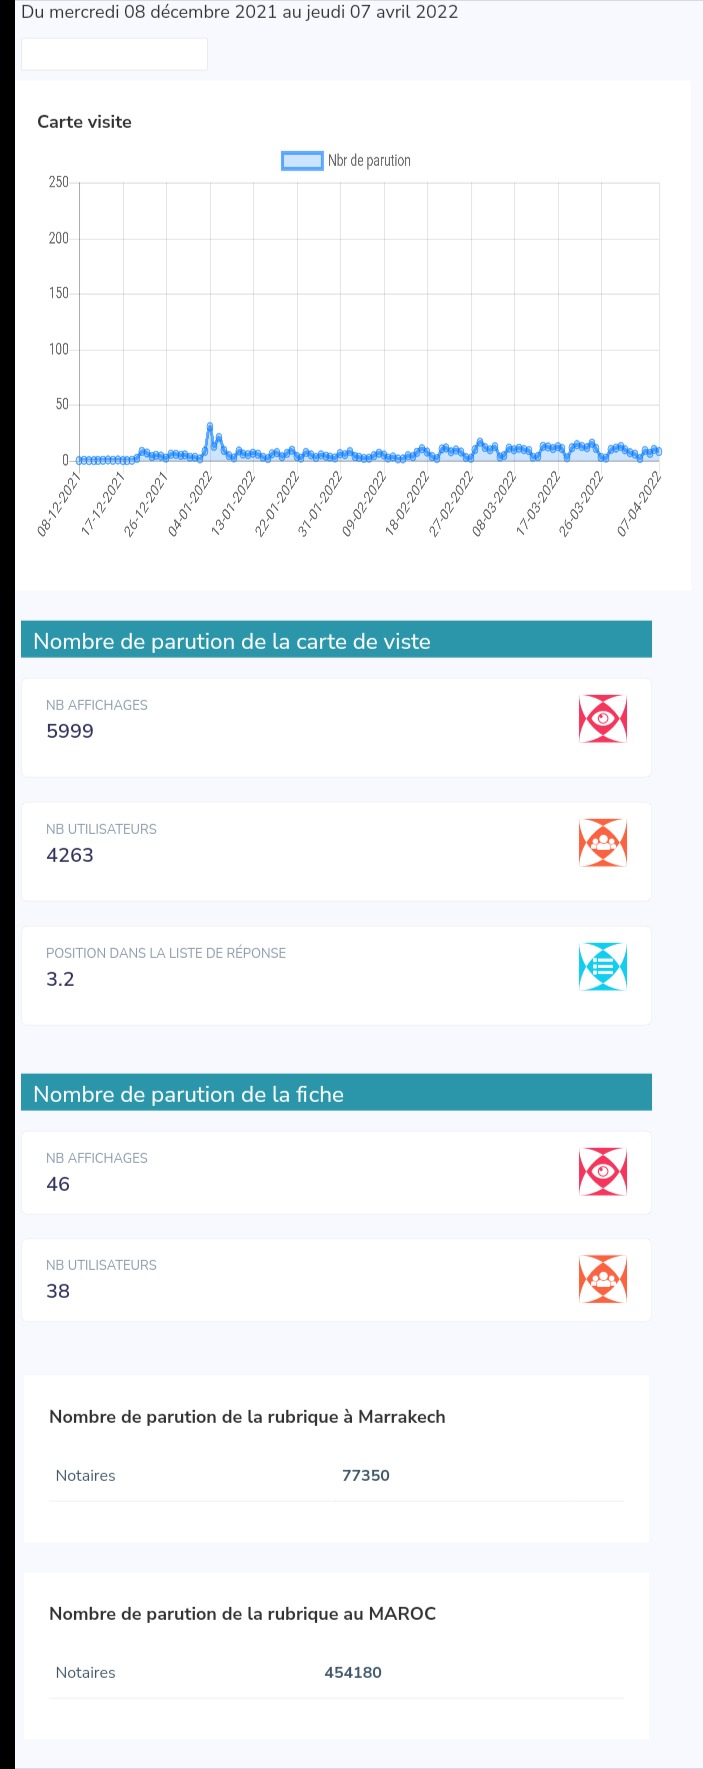 Du mercredi 08 décembre 2021 au jeudi 07 avril 2022
Carte visite
Nbr de parution
250
200
150
100
50
0
08-12-2021
17-12-2021
26-12-2021
04-01-2022
13-01-2022
22-01-2022
31-01-2022
09-02-2022
18-02-2022
27-02-2022
08-03-2022
17-03-2022
26-03-2022
07-04-2022
Nombre de parution de la carte de viste
NB AFFICHAGES
5999
NB UTILISATEURS
4263
POSITION DANS LA LISTE DE RÉPONSE
3.2
Nombre de parution de la fiche
NB AFFICHAGES
46
NB UTILISATEURS
38
Nombre de parution de la rubrique à Marrakech
Notaires 77350
Nombre de parution de la rubrique au MAROC
Notaires 454180